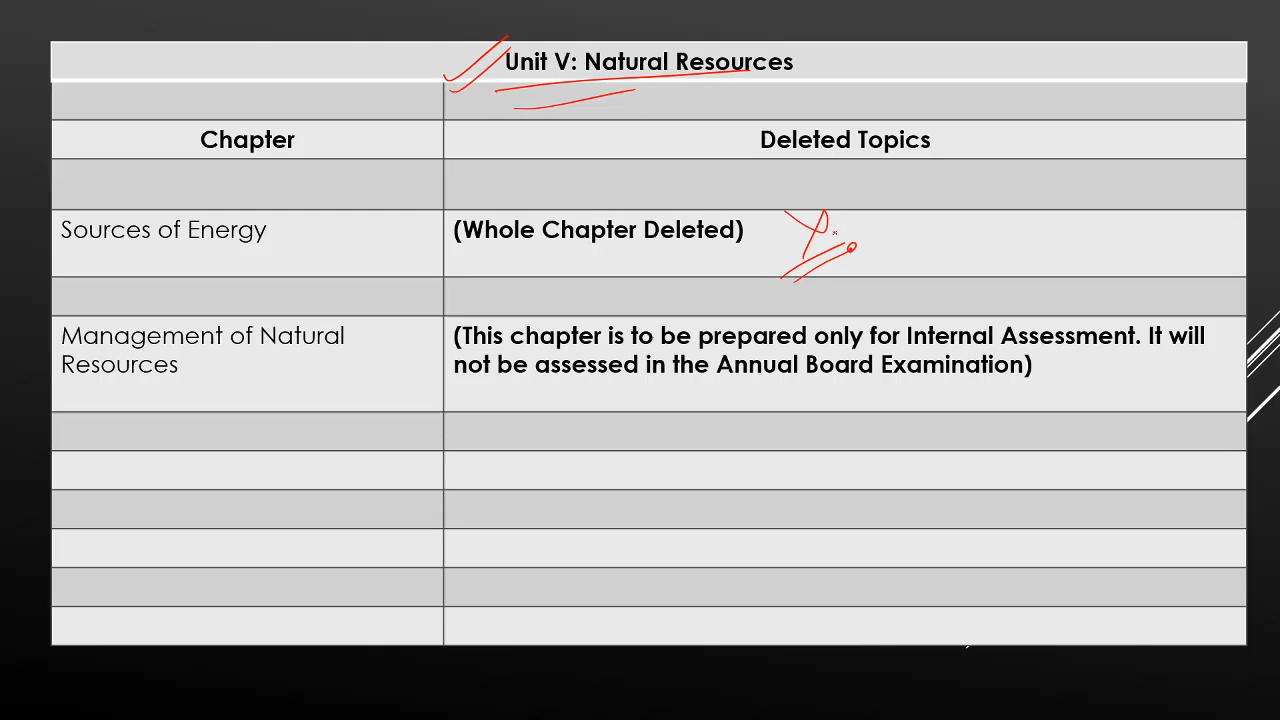 Unit V: Natural Resources
Chapter
Deleted Topics
Sources of Energy
(Whole Chapter Deleted)
Management of Natural
Resources
(This chapter is to be prepared only for Internal Assessment. It will
not be assessed in the Annual Board Examination)